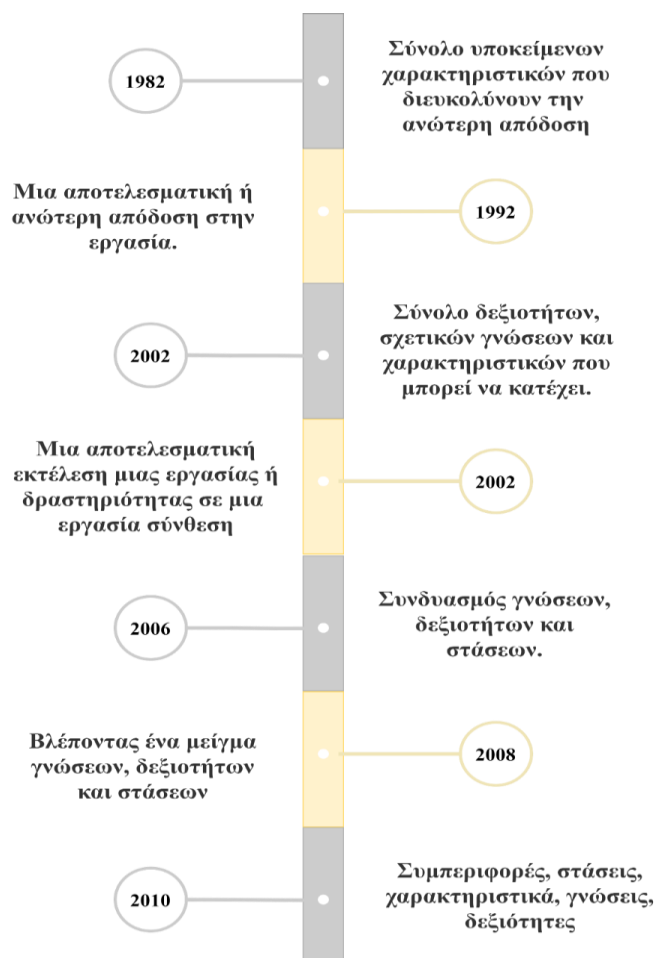 1982
Σύνολο υποκείμενων
χαρακτηριστικών που
διευκολύνουν την
ανώτερη απόδοση
Μια αποτελεσματική ή
ανώτερη απόδοση στην
εργασία.
1992
2002
Σύνολο δεξιοτήτων,
σχετικών γνώσεων και
χαρακτηριστικών που
μπορεί να κατέχει.
Μια αποτελεσματική
εκτέλεση μιας εργασίας ή
δραστηριότητας σε μια
εργασία σύνθεση
2002
2006
Συνδυασμός γνώσεων,
δεξιοτήτων και
στάσεων.
Βλέποντας ένα μείγμα
γνώσεων, δεξιοτήτων
και στάσεων
2008
2010
Συμπεριφορές, στάσεις,
χαρακτηριστικά, γνώσεις,
δεξιότητες